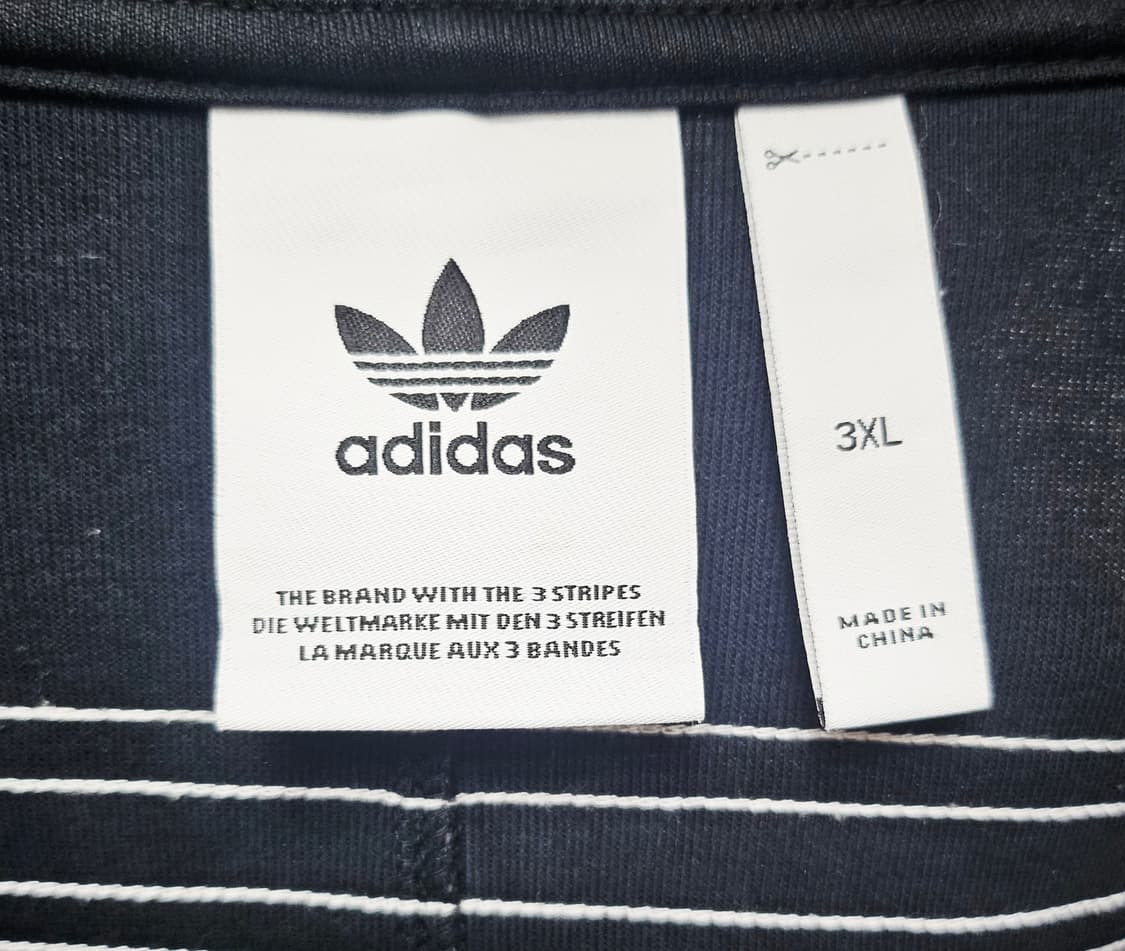 adidas
THE BRAND WITH THE 3 STRIPES
DIE WELTMARKE MIT DEN 3 STREIFEN
LA MARQUE AUX 3 BANDES
3XL
MADE IN
CHINA